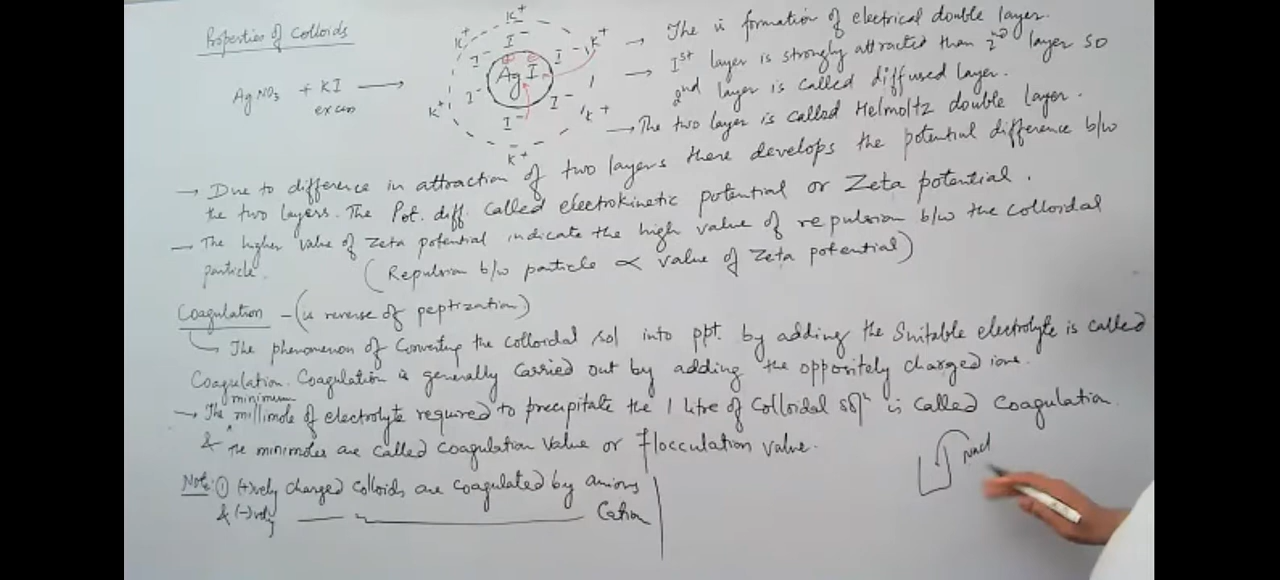 Properties of Colloids
AgNO3 + KI
excess
AgI
K+ K+ K+ K+ K+ K+
I- I- I- I- I- I-
→ The is formation of electrical double layer.
→ Ist layer is strongly attracted than 2nd layer so
2nd layer is called diffused layer.
→ The two layer is called Helmoltz double layer.
→ Due to difference in attraction of two layers there develops the potential difference b/w
the two layers. The Pot. diff. called electrokinetic potential or Zeta potential.
→ The higher value of Zeta potential indicate the high value of repulsion b/w the colloidal
particle. (Repulsion b/w particle ∝ value of Zeta potential)
Coagulation - (is reverse of peptization)
The phenomenon of Converting the colloidal sol into ppt. by adding the Suitable electrolyte is called
Coagulation. Coagulation is generally Carried out by adding the oppositely charged ions.
minimum
→ The millimole of electrolyte required to precipitate the 1 litre of Colloidal solⁿ is Called Coagulation.
& The minimoles are called coagulation value or Flocculation value.
Note: ① (+)vely charged Colloids are coagulated by anions
& (-)vely Cation
NaCl